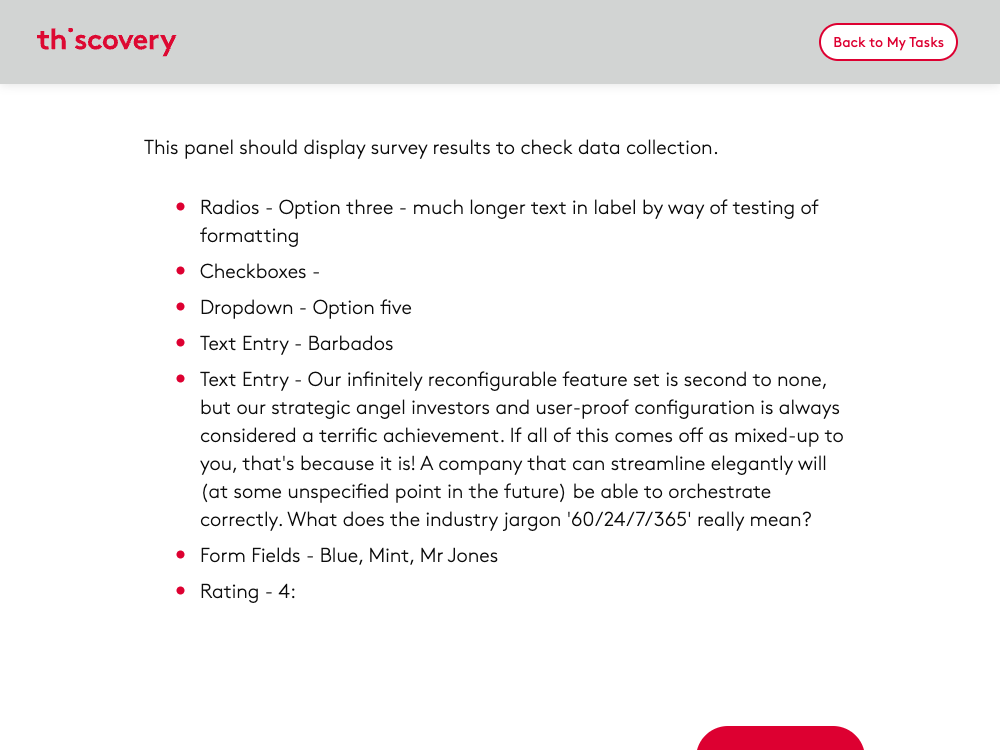 thiscovery
Back to My Tasks
This panel should display survey results to check data collection.
Radios - Option three - much longer text in label by way of testing of
formatting
Checkboxes -
Dropdown - Option five
Text Entry - Barbados
Text Entry - Our infinitely reconfigurable feature set is second to none,
but our strategic angel investors and user-proof configuration is always
considered a terrific achievement. If all of this comes off as mixed-up to
you, that's because it is! A company that can streamline elegantly will
(at some unspecified point in the future) be able to orchestrate
correctly. What does the industry jargon '60/24/7/365' really mean?
Form Fields - Blue, Mint, Mr Jones
Rating - 4: